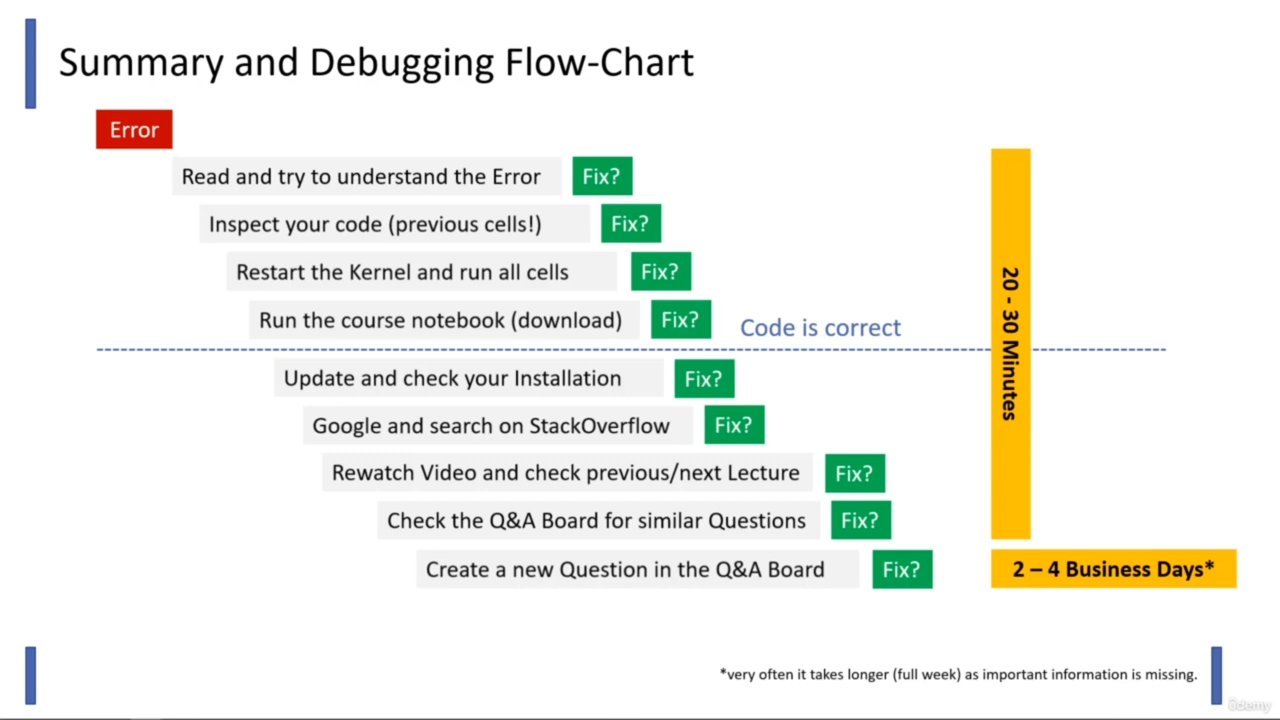 Summary and Debugging Flow-Chart
Error
Read and try to understand the Error Fix?
Inspect your code (previous cells!) Fix?
Restart the Kernel and run all cells Fix?
Run the course notebook (download) Fix?
Code is correct
20 - 30 Minutes
Update and check your Installation Fix?
Google and search on StackOverflow Fix?
Rewatch Video and check previous/next Lecture Fix?
Check the Q&A Board for similar Questions Fix?
Create a new Question in the Q&A Board Fix?
2 – 4 Business Days*
*very often it takes longer (full week) as important information is missing.
Udemy